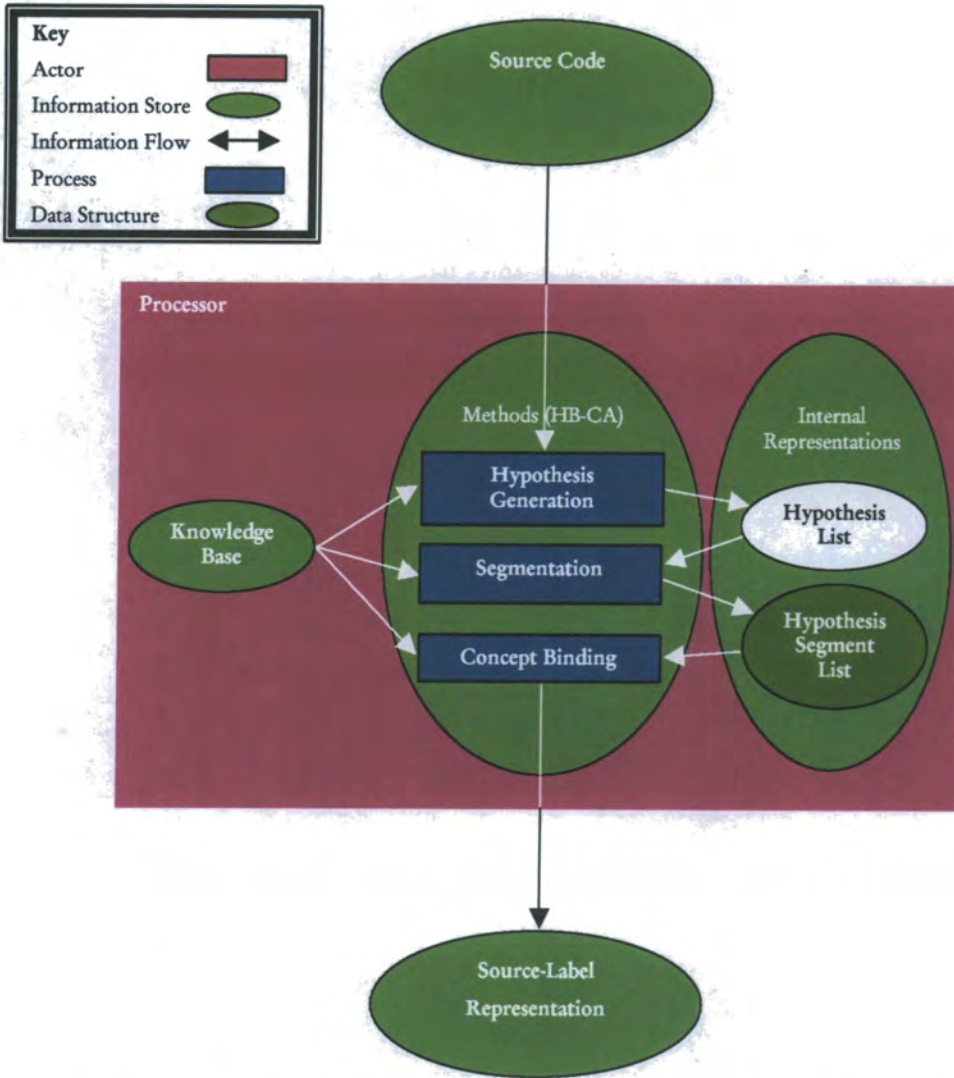 Key
Actor
Information Store
Information Flow
Process
Data Structure
Source Code
Processor
Methods (HB-CA)
Internal
Representations
Hypothesis
Generation
Hypothesis
List
Knowledge
Base
Segmentation
Hypothesis
Segment
List
Concept Binding
Source-Label
Representation